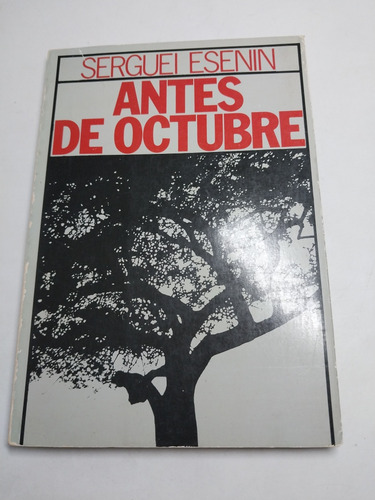 SERGUEI ESENIN
ANTES
DE OCTUBRE